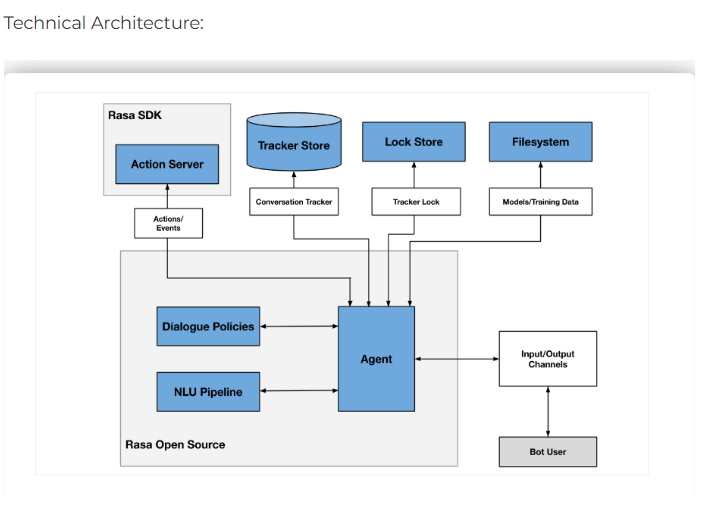 Technical Architecture:
Rasa SDK
Action Server
Tracker Store
Lock Store
Filesystem
Conversation Tracker
Tracker Lock
Models/Training Data
Actions/
Events
Dialogue Policies
Agent
Input/Output
Channels
NLU Pipeline
Rasa Open Source
Bot User